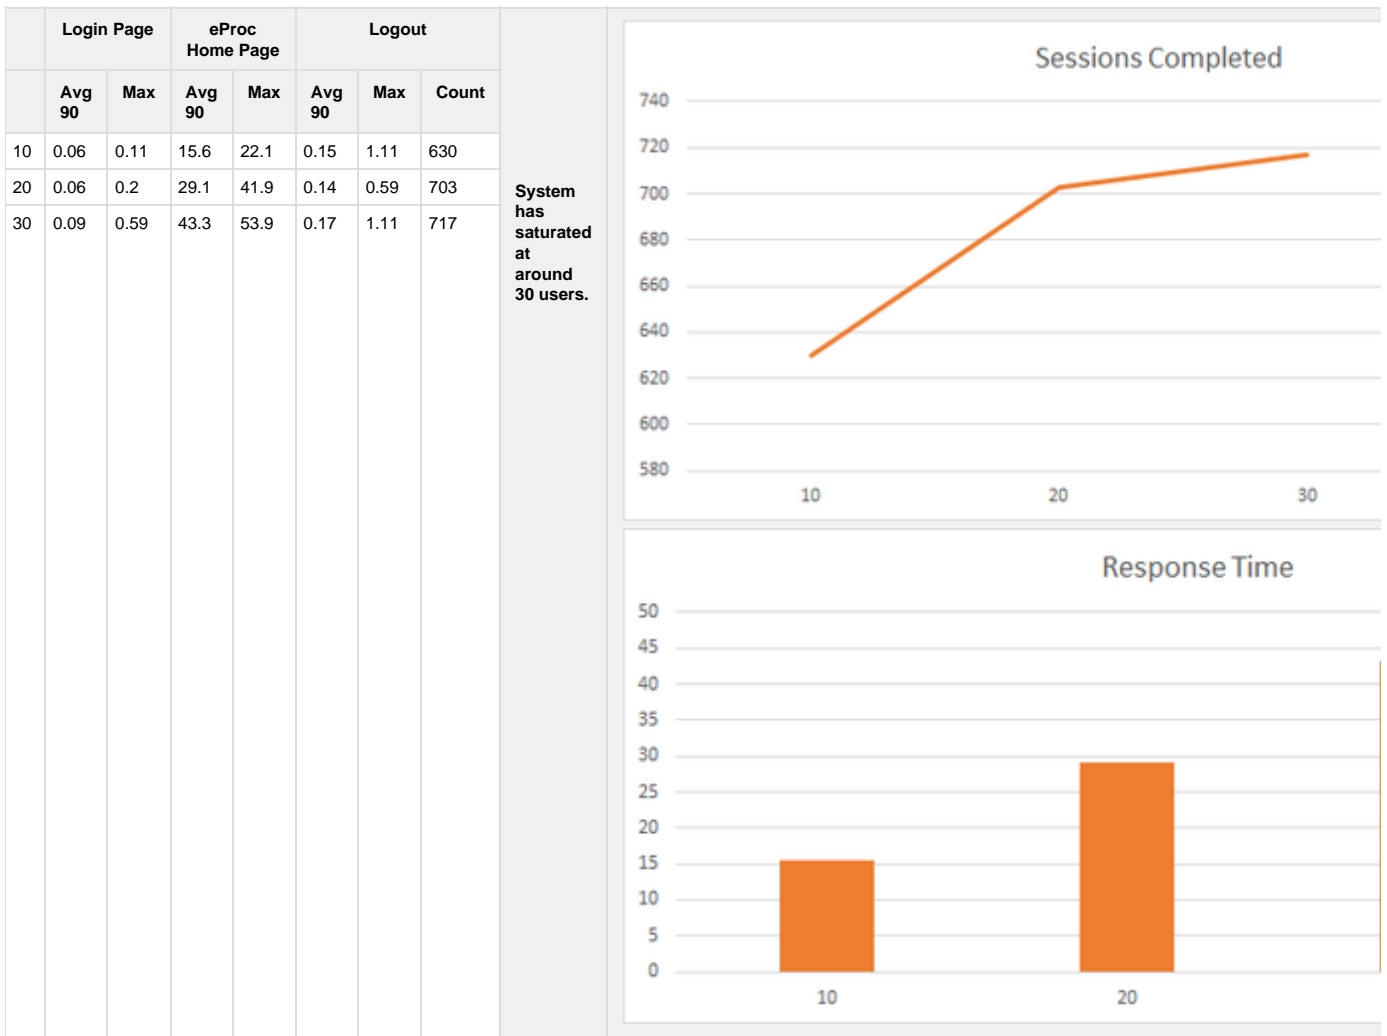 Login Page eProc Home Page Logout
Avg 90 Max Avg 90 Max Avg 90 Max Count
10 0.06 0.11 15.6 22.1 0.15 1.11 630
20 0.06 0.2 29.1 41.9 0.14 0.59 703
30 0.09 0.59 43.3 53.9 0.17 1.11 717
System
has
saturated
at
around
30 users.
Sessions Completed
740
720
700
680
660
640
620
600
580
10 20 30
Response Time
50
45
40
35
30
25
20
15
10
5
0
10 20